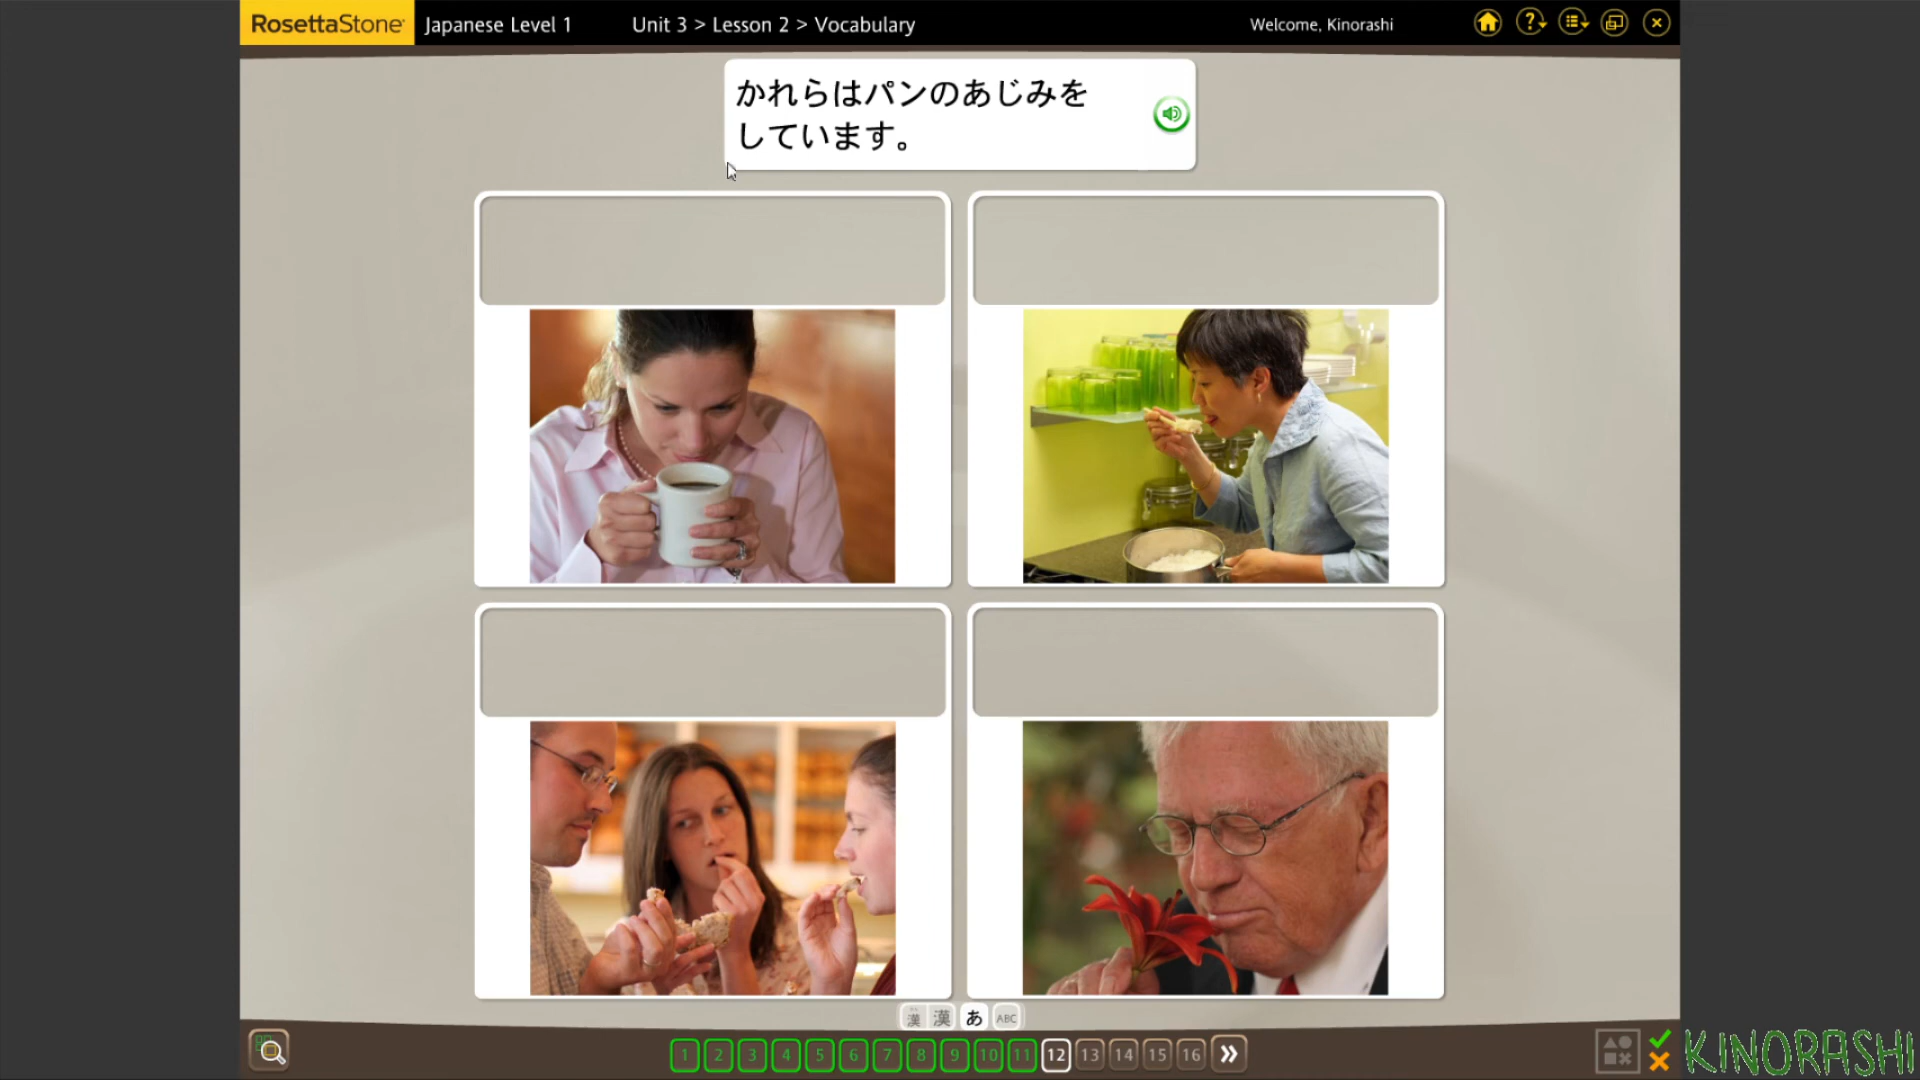 RosettaStone
Japanese Level 1
Unit 3 > Lesson 2 > Vocabulary
Welcome, Kinorashi
かれらはパンのあじみを
しています。
漢 漢 あ ABC
1 2 3 4 5 6 7 8 9 10 11 12 13 14 15 16
KINORASHI